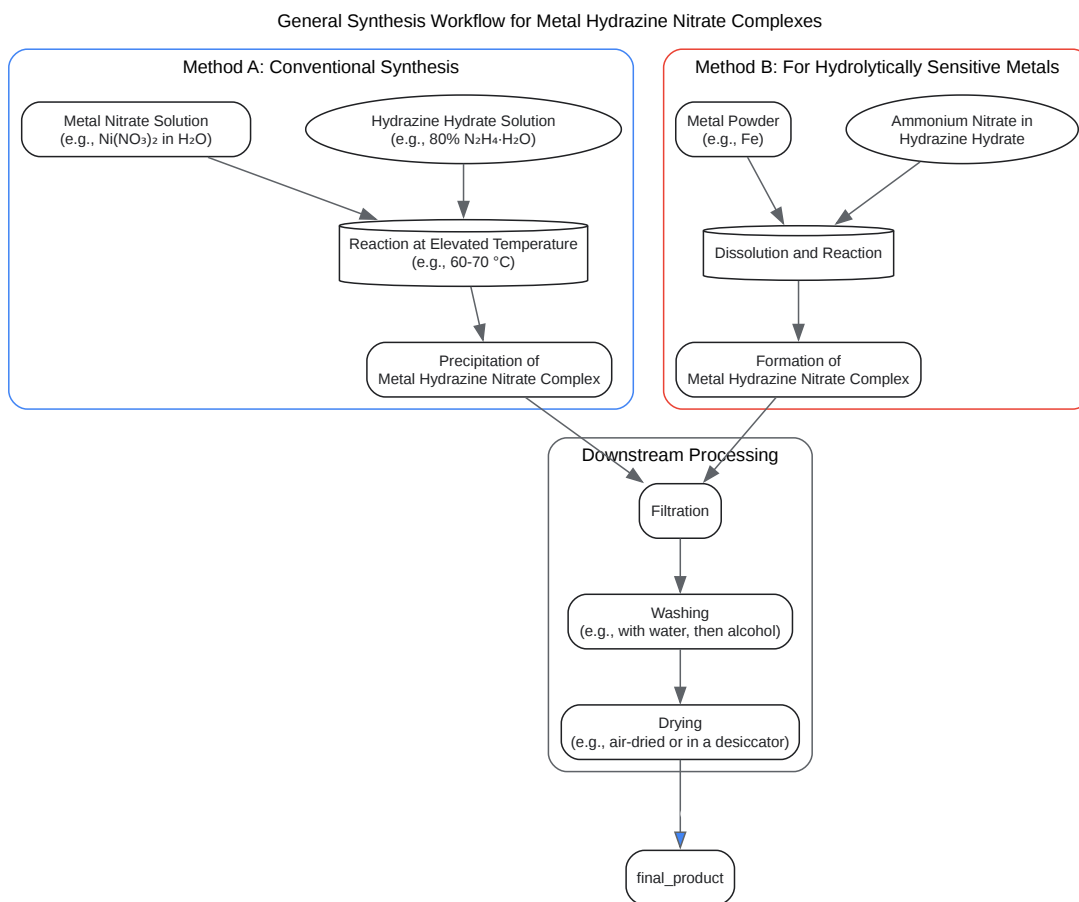 General Synthesis Workflow for Metal Hydrazine Nitrate Complexes
Method A: Conventional Synthesis
Metal Nitrate Solution
(e.g., Ni(NO₃)₂ in H₂O)
Hydrazine Hydrate Solution
(e.g., 80% N₂H₄·H₂O)
Reaction at Elevated Temperature
(e.g., 60-70 °C)
Precipitation of
Metal Hydrazine Nitrate Complex
Method B: For Hydrolytically Sensitive Metals
Metal Powder
(e.g., Fe)
Ammonium Nitrate in
Hydrazine Hydrate
Dissolution and Reaction
Formation of
Metal Hydrazine Nitrate Complex
Downstream Processing
Filtration
Washing
(e.g., with water, then alcohol)
Drying
(e.g., air-dried or in a desiccator)
final_product